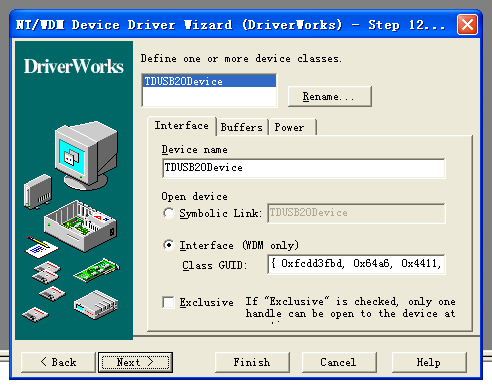 NT/WDM Device Driver Wizard (DriverWorks) - Step 12...
DriverWorks
Define one or more device classes.
TDUSB20Device
Rename...
Interface
Buffers
Power
Device name
TDUSB20Device
Open device
Symbolic Link:
TDUSB20Device
Interface (WDM only)
Class GUID:
{ 0xfcdd3fbd, 0x64a6, 0x4411,
Exclusive
If "Exclusive" is checked, only one
handle can be open to the device at
< Back
Next >
Finish
Cancel
Help